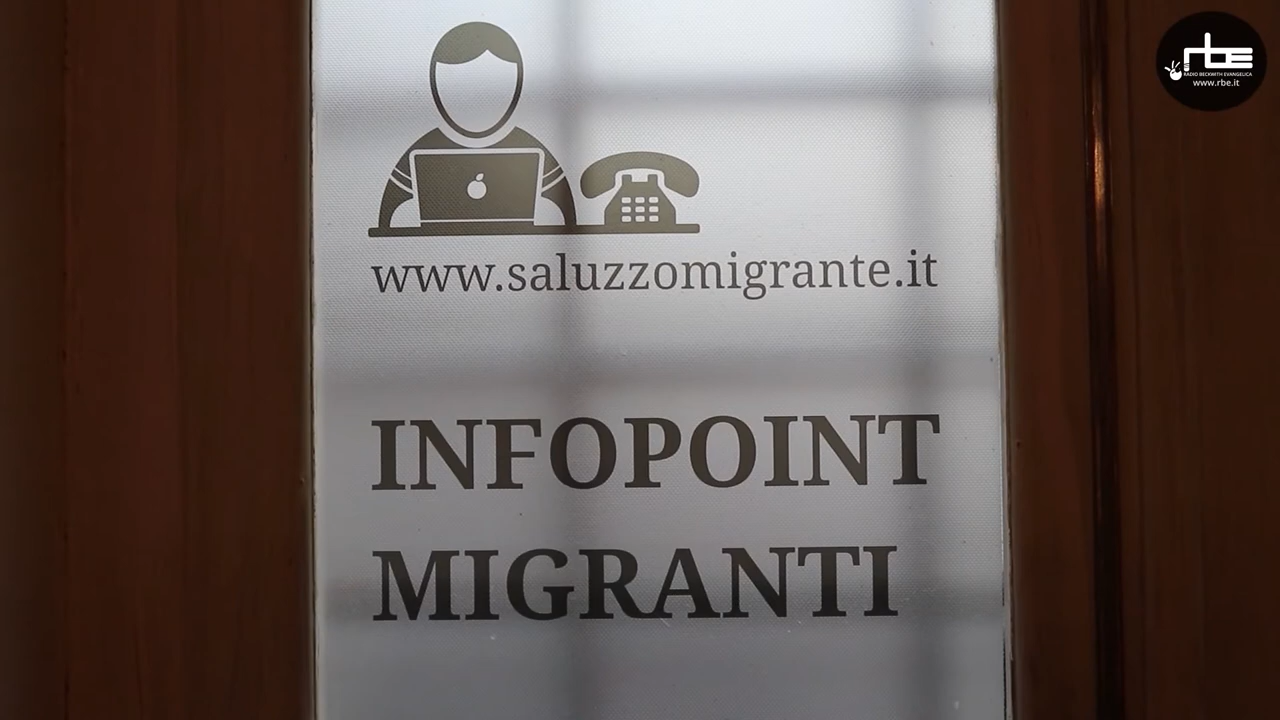 rbe
RADIO BECKWITH EVANGELICA
www.rbe.it
www.saluzzomigrante.it
INFOPOINT
MIGRANTI